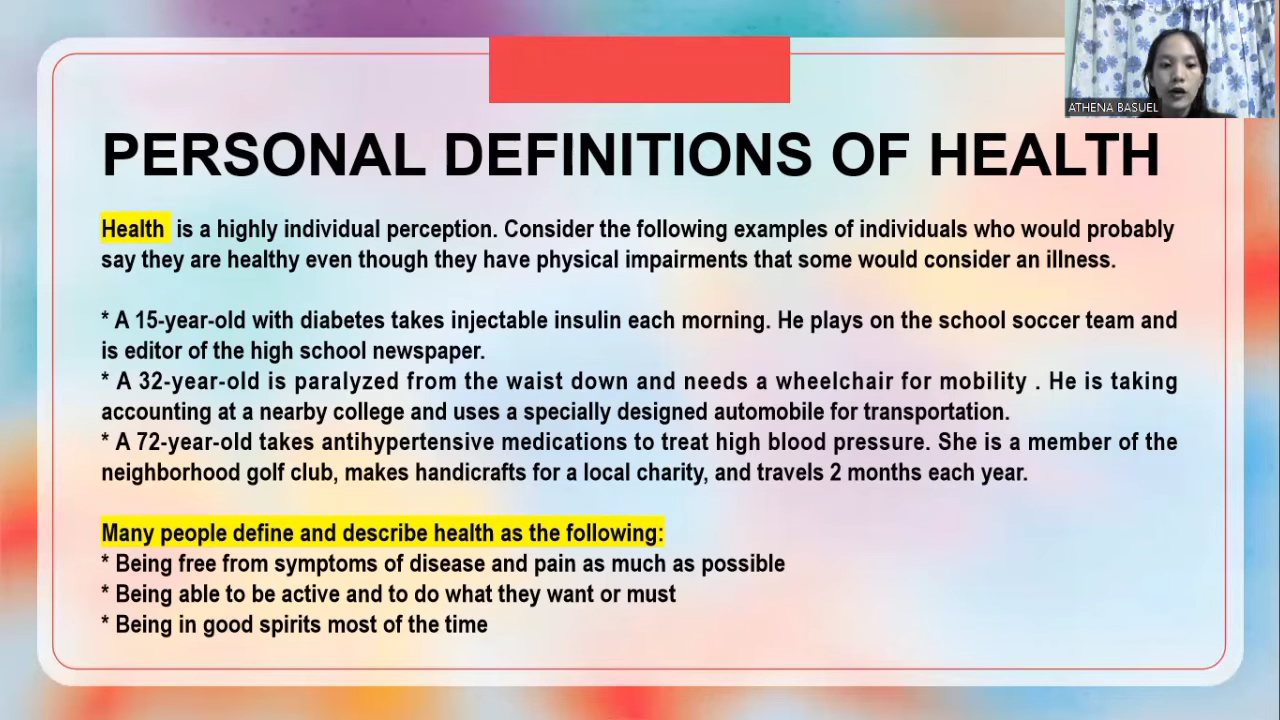 ATHENA BASUEL
PERSONAL DEFINITIONS OF HEALTH
Health is a highly individual perception. Consider the following examples of individuals who would probably
say they are healthy even though they have physical impairments that some would consider an illness.
* A 15-year-old with diabetes takes injectable insulin each morning. He plays on the school soccer team and
is editor of the high school newspaper.
* A 32-year-old is paralyzed from the waist down and needs a wheelchair for mobility . He is taking
accounting at a nearby college and uses a specially designed automobile for transportation.
* A 72-year-old takes antihypertensive medications to treat high blood pressure. She is a member of the
neighborhood golf club, makes handicrafts for a local charity, and travels 2 months each year.
Many people define and describe health as the following:
* Being free from symptoms of disease and pain as much as possible
* Being able to be active and to do what they want or must
* Being in good spirits most of the time